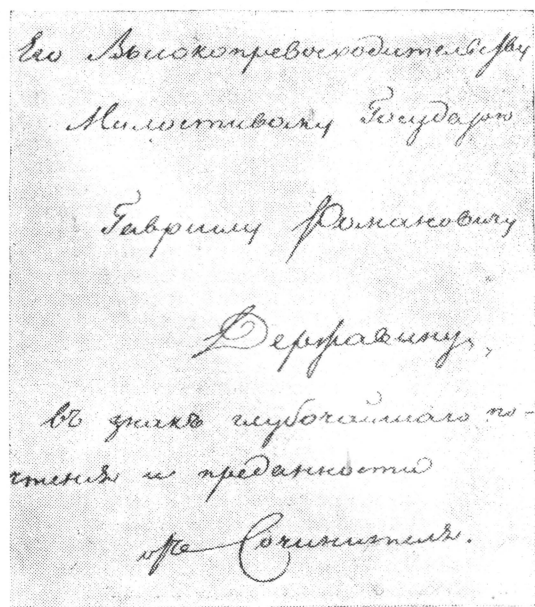 Его Высокопревосходительству
Милостивому Государю
Гавриилу Романовичу
Державину,
въ знакъ глубочайшаго по-
чтенія и преданности
отъ Сочинителя.